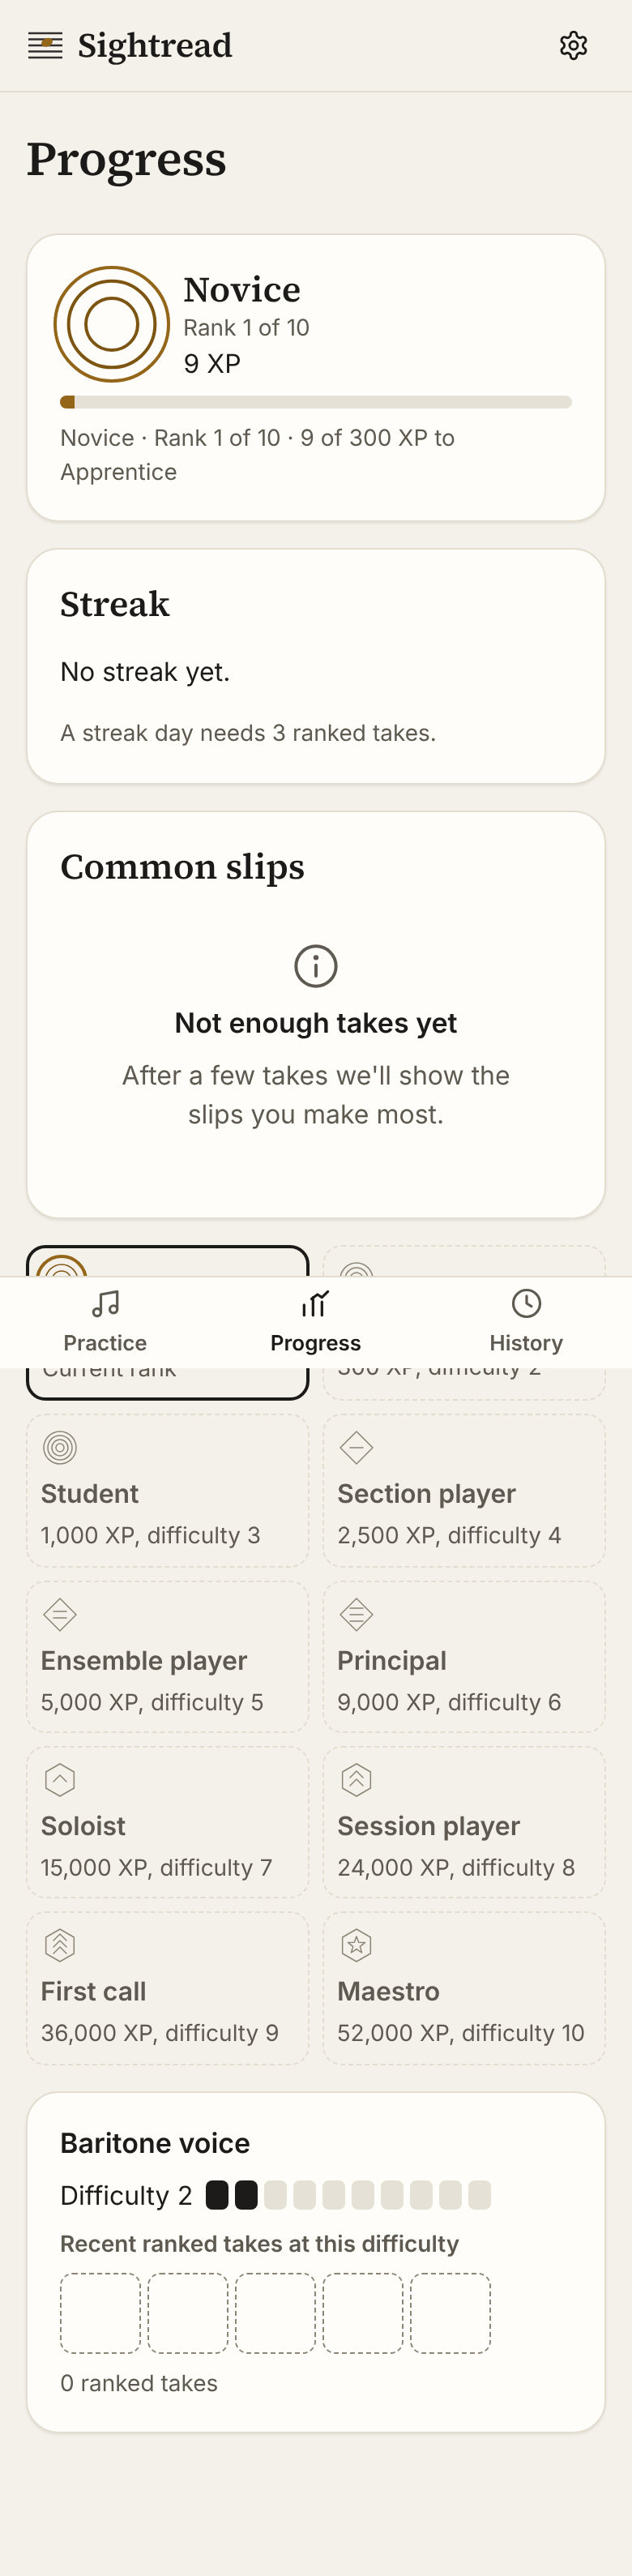 Sightread
Progress
Novice
Rank 1 of 10
9 XP
Novice · Rank 1 of 10 · 9 of 300 XP to
Apprentice
Streak
No streak yet.
A streak day needs 3 ranked takes.
Common slips
Not enough takes yet
After a few takes we'll show the
slips you make most.
Practice
Progress
History
Current rank
300 XP, difficulty 2
Student
1,000 XP, difficulty 3
Section player
2,500 XP, difficulty 4
Ensemble player
5,000 XP, difficulty 5
Principal
9,000 XP, difficulty 6
Soloist
15,000 XP, difficulty 7
Session player
24,000 XP, difficulty 8
First call
36,000 XP, difficulty 9
Maestro
52,000 XP, difficulty 10
Baritone voice
Difficulty 2
Recent ranked takes at this difficulty
0 ranked takes